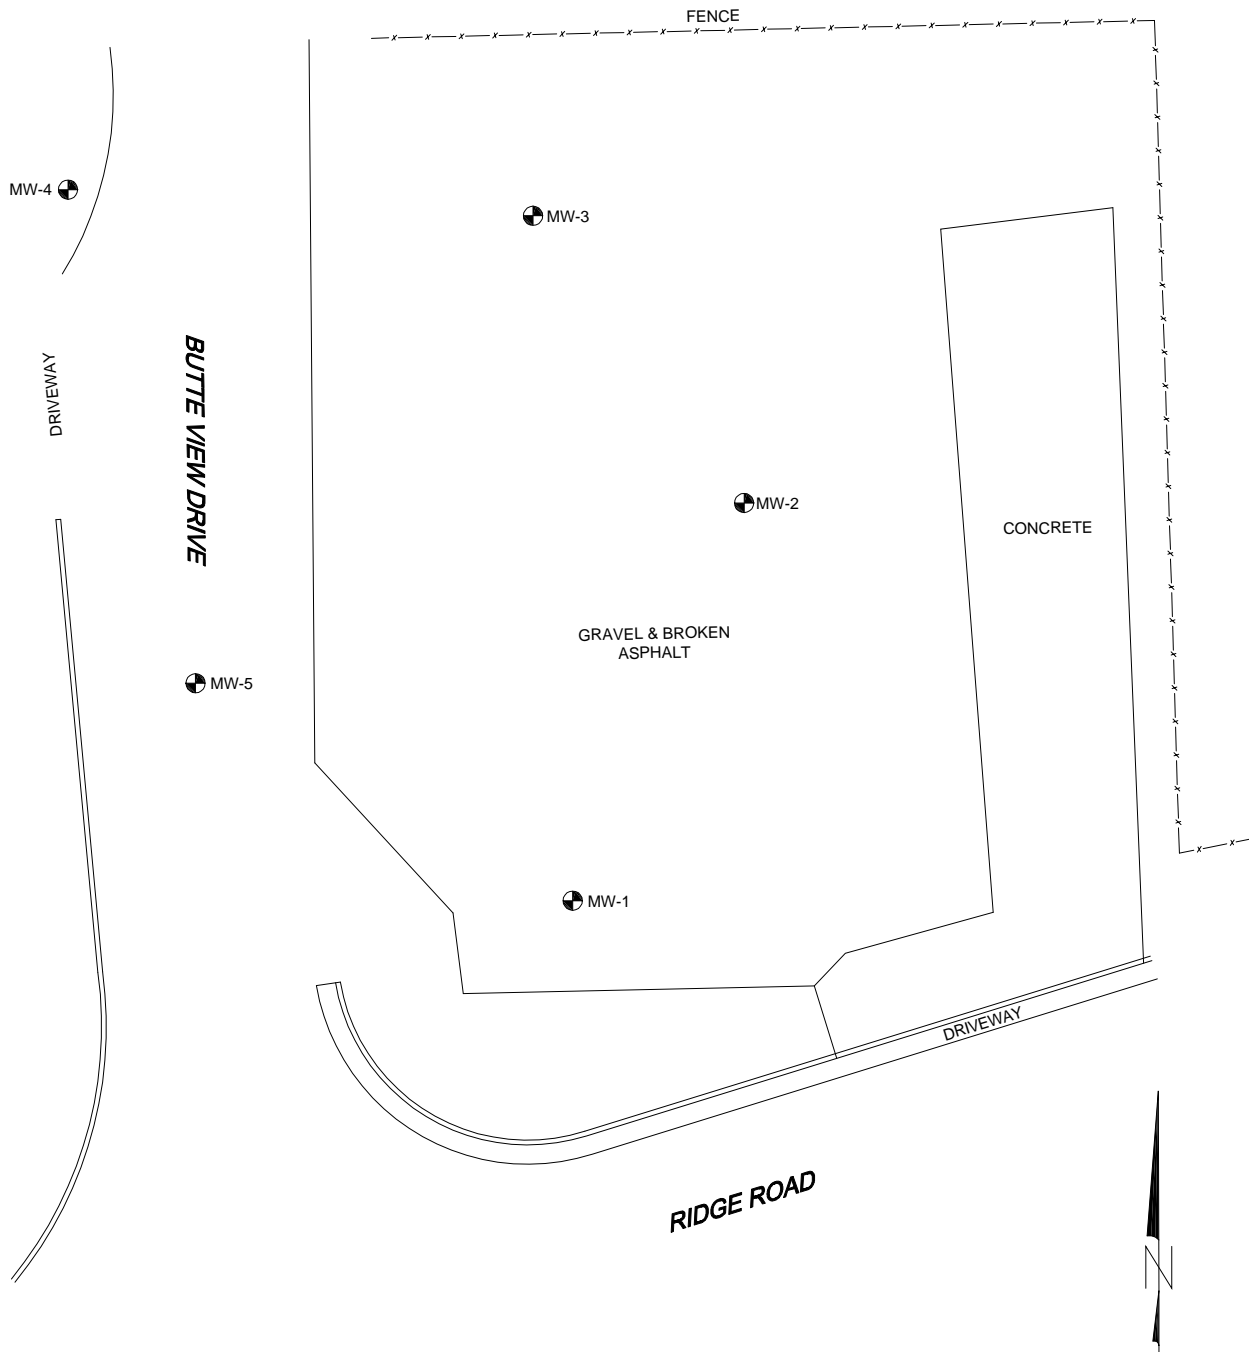 FENCE
MW-4
MW-3
DRIVEWAY
BUTTE VIEW DRIVE
MW-2
CONCRETE
GRAVEL & BROKEN
ASPHALT
MW-5
MW-1
DRIVEWAY
RIDGE ROAD
N